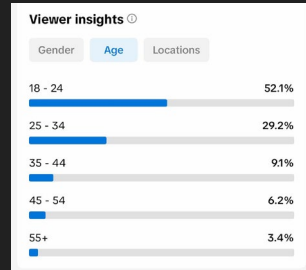 Viewer insights ⓘ
Gender Age Locations
18 - 24 52.1%
25 - 34 29.2%
35 - 44 9.1%
45 - 54 6.2%
55+ 3.4%